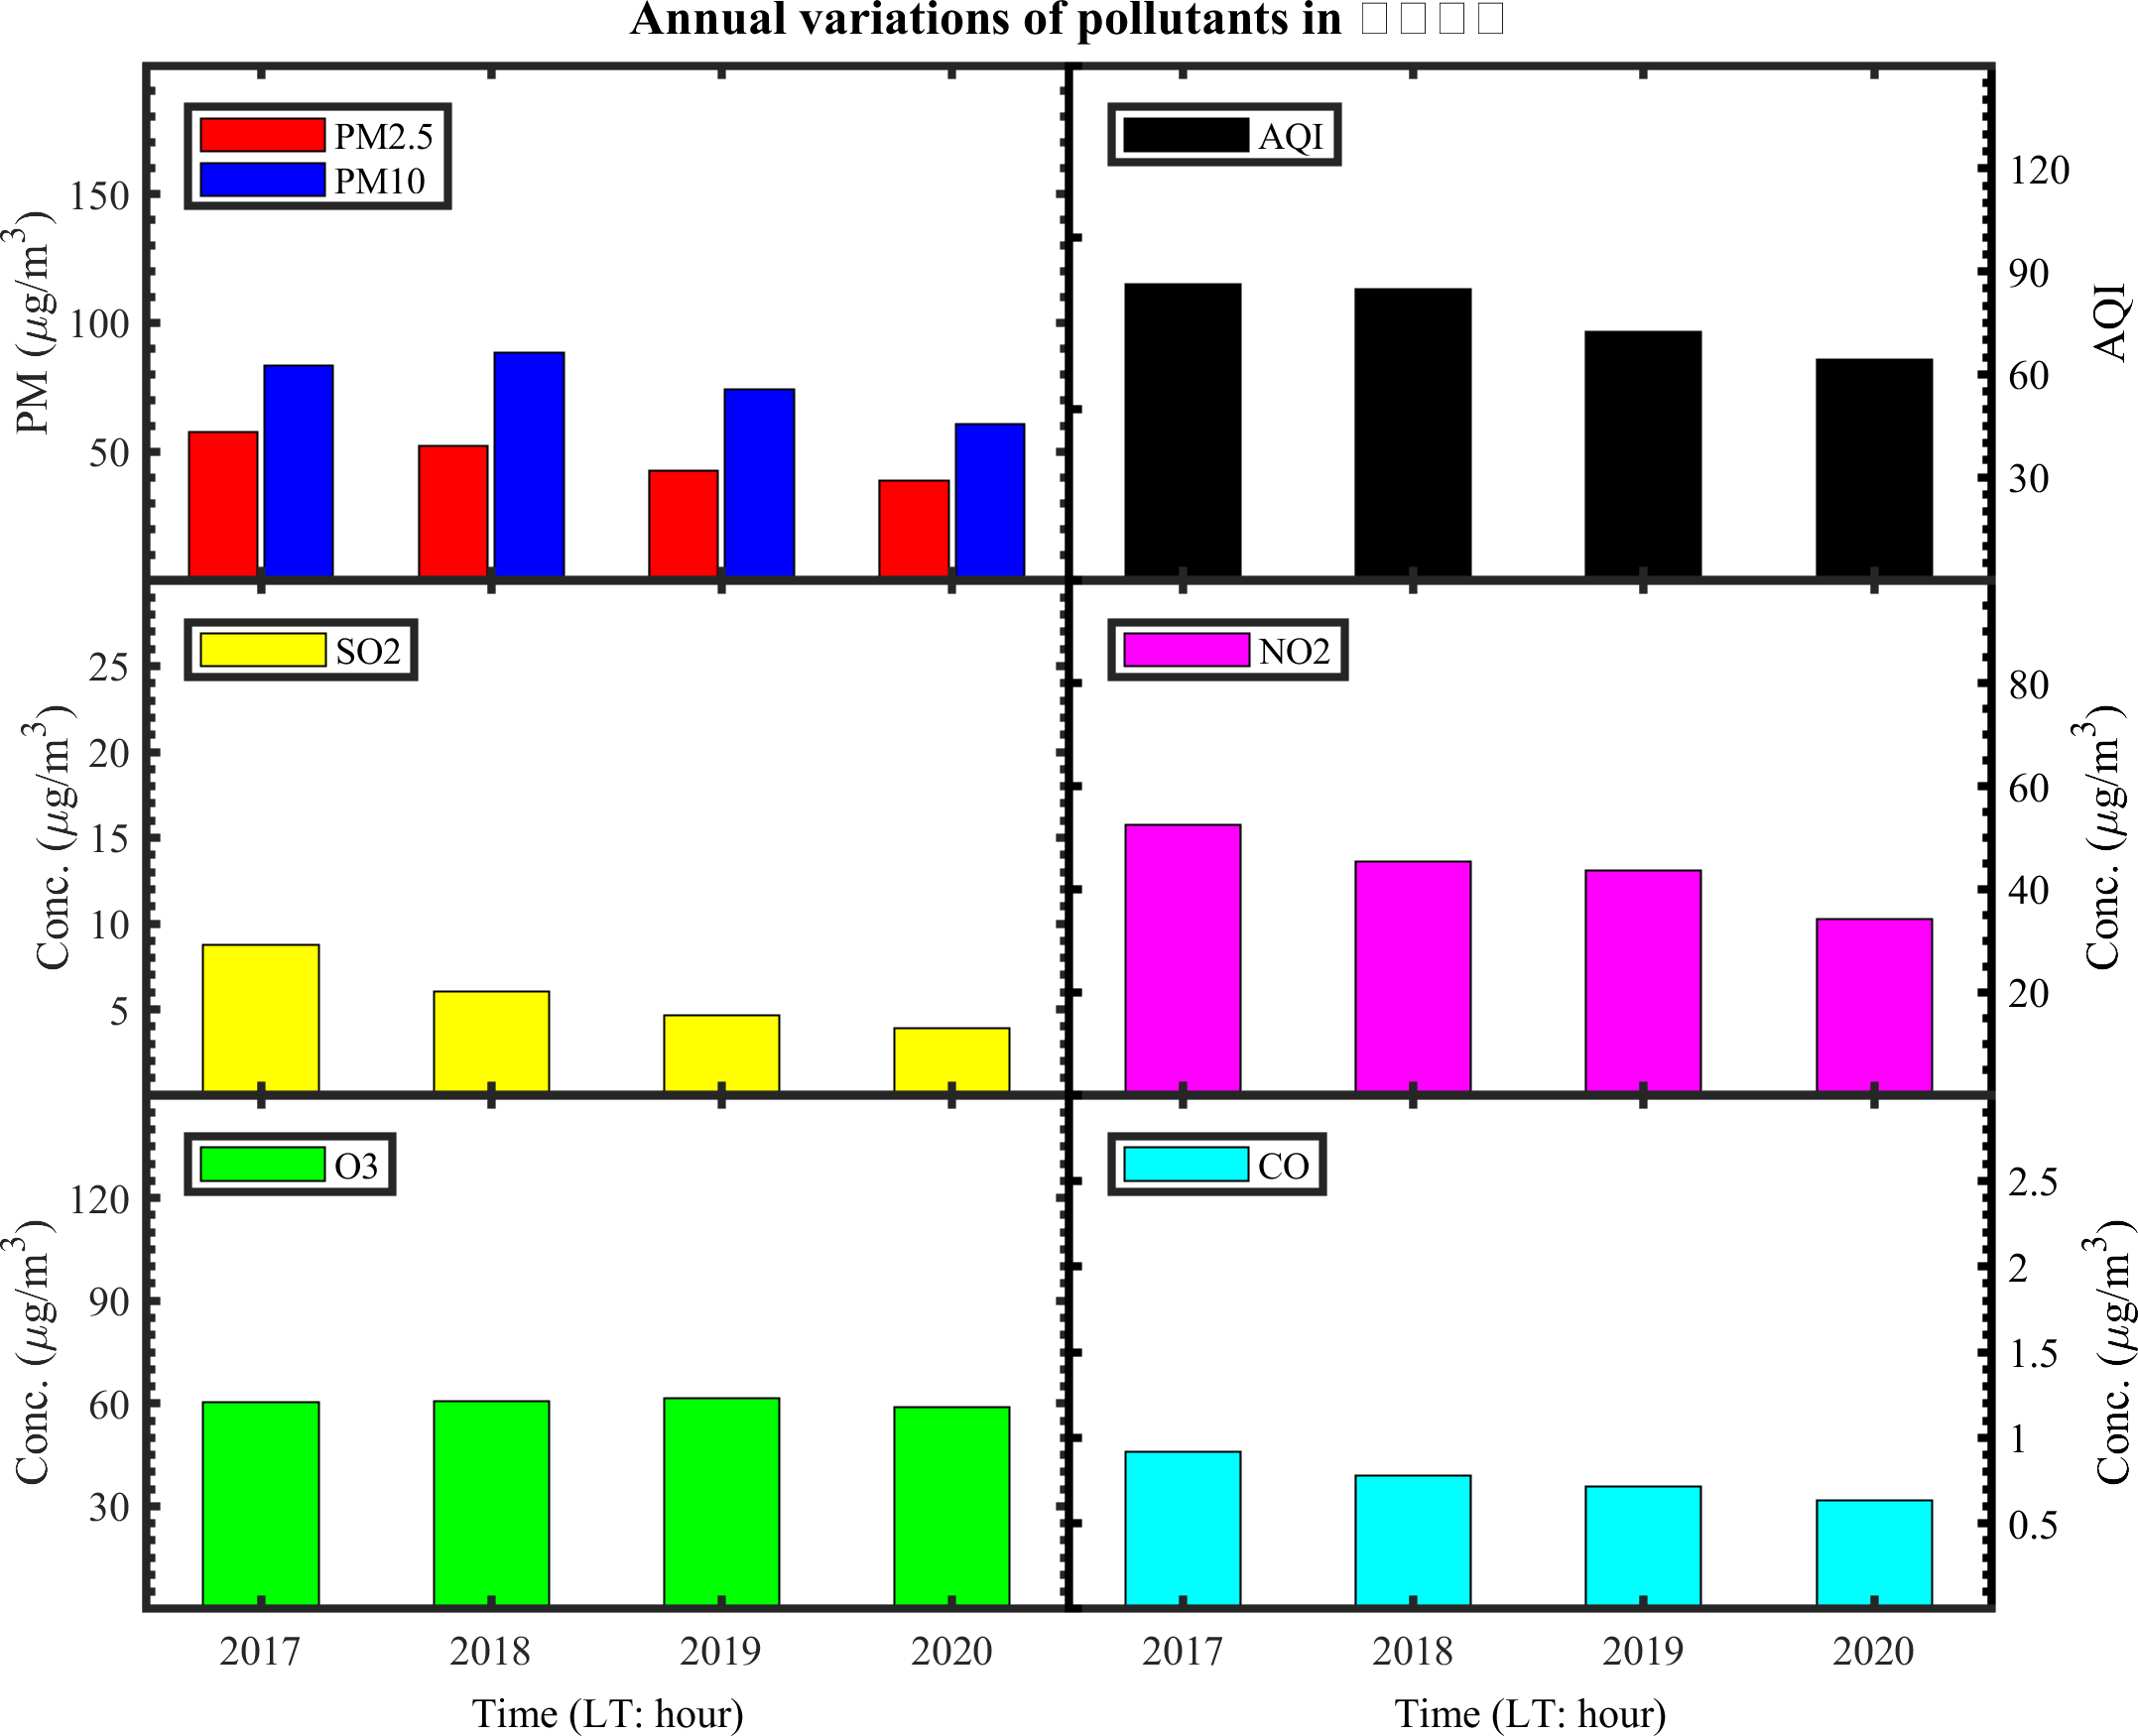 Annual variations of pollutants in □□□□
PM2.5
PM10
150
100
50
PM (μg/m³)
AQI
120
90
60
30
AQI
SO2
25
20
15
10
5
Conc. (μg/m³)
NO2
80
60
40
20
Conc. (μg/m³)
O3
120
90
60
30
Conc. (μg/m³)
CO
2.5
2
1.5
1
0.5
Conc. (μg/m³)
2017 2018 2019 2020
2017 2018 2019 2020
Time (LT: hour)
Time (LT: hour)